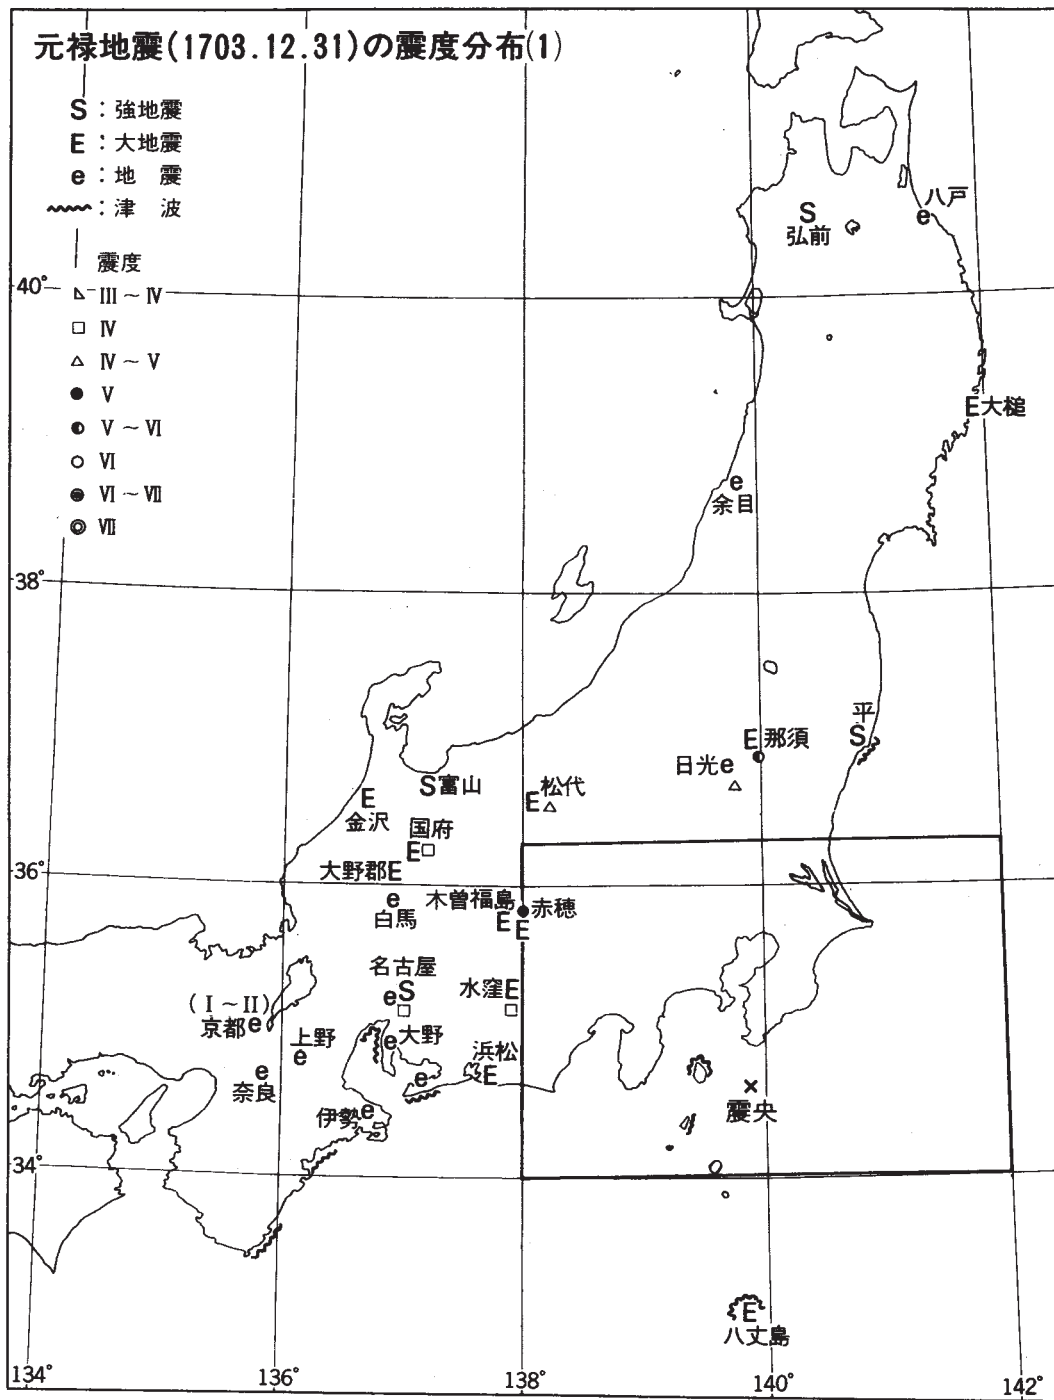 元禄地震(1703.12.31)の震度分布(1)
S:強地震
E:大地震
e:地 震
:津 波
震度
III~IV
IV
IV~V
V
V~VI
VI
VI~VII
VII
40°
38°
36°
34°
134°
136°
138°
140°
142°
八戸
e
S
弘前
E大槌
e
余目
平
S
E那須
日光e
S富山
E松代
E
金沢
国府
E
大野郡E
e
白馬
木曽福島
E
赤穂
E
名古屋
eS
水窪E
(I~II)
京都e
上野
e
e大野
浜松
E
e
e
奈良
伊勢e
×
震央
E
八丈島